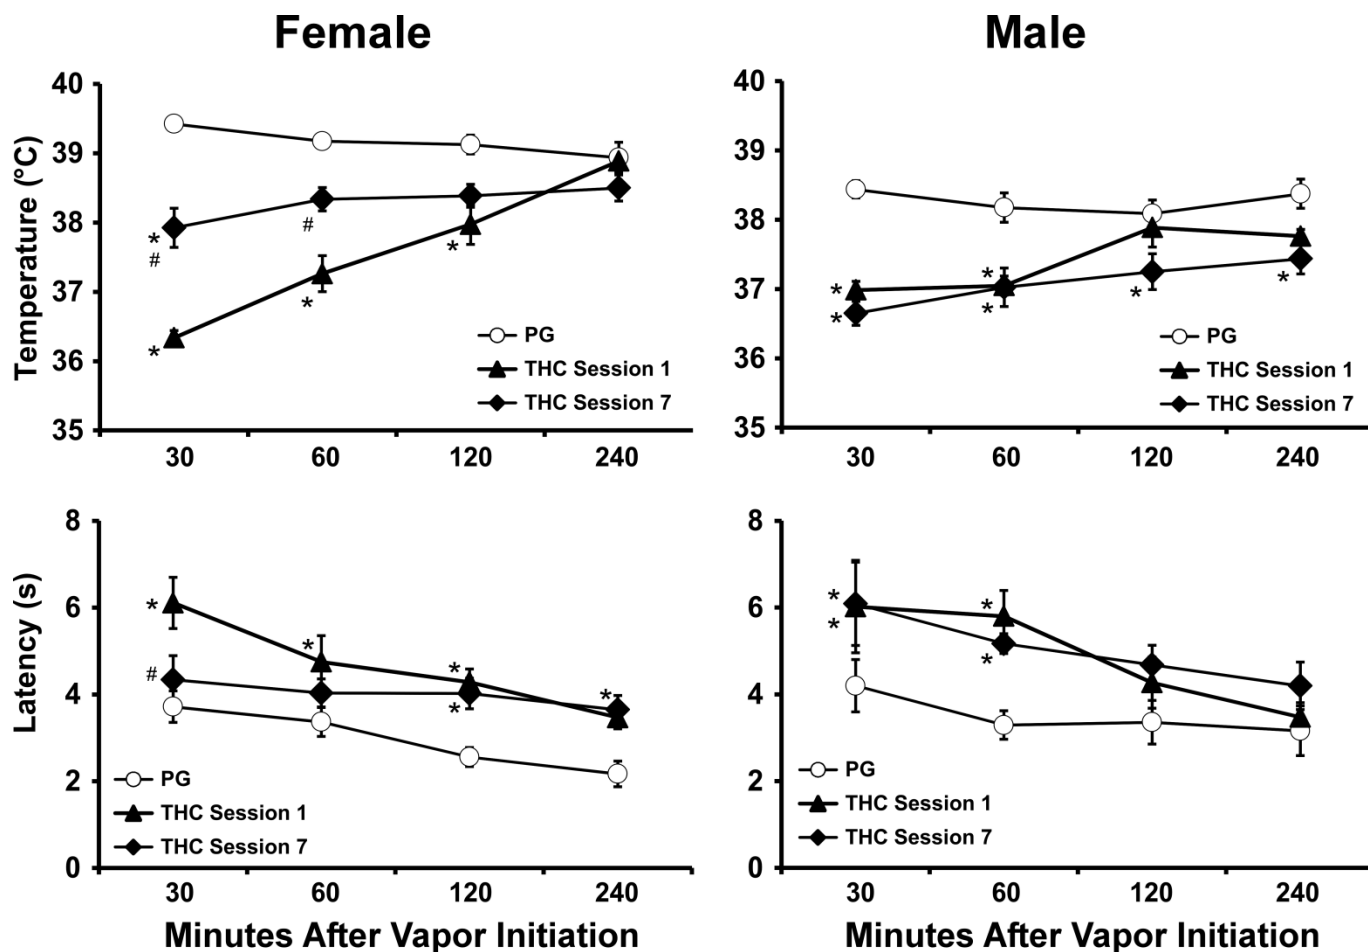 Female
Male
Temperature (°C)
40
39
38
37
36
35
*
#
#
*
*
*
PG
THC Session 1
THC Session 7
30 60 120 240
40
39
38
37
36
35
*
*
*
*
*
*
PG
THC Session 1
THC Session 7
30 60 120 240
Latency (s)
8
6
4
2
0
*
#
*
*
*
*
PG
THC Session 1
THC Session 7
30 60 120 240
Minutes After Vapor Initiation
8
6
4
2
0
*
*
*
*
PG
THC Session 1
THC Session 7
30 60 120 240
Minutes After Vapor Initiation